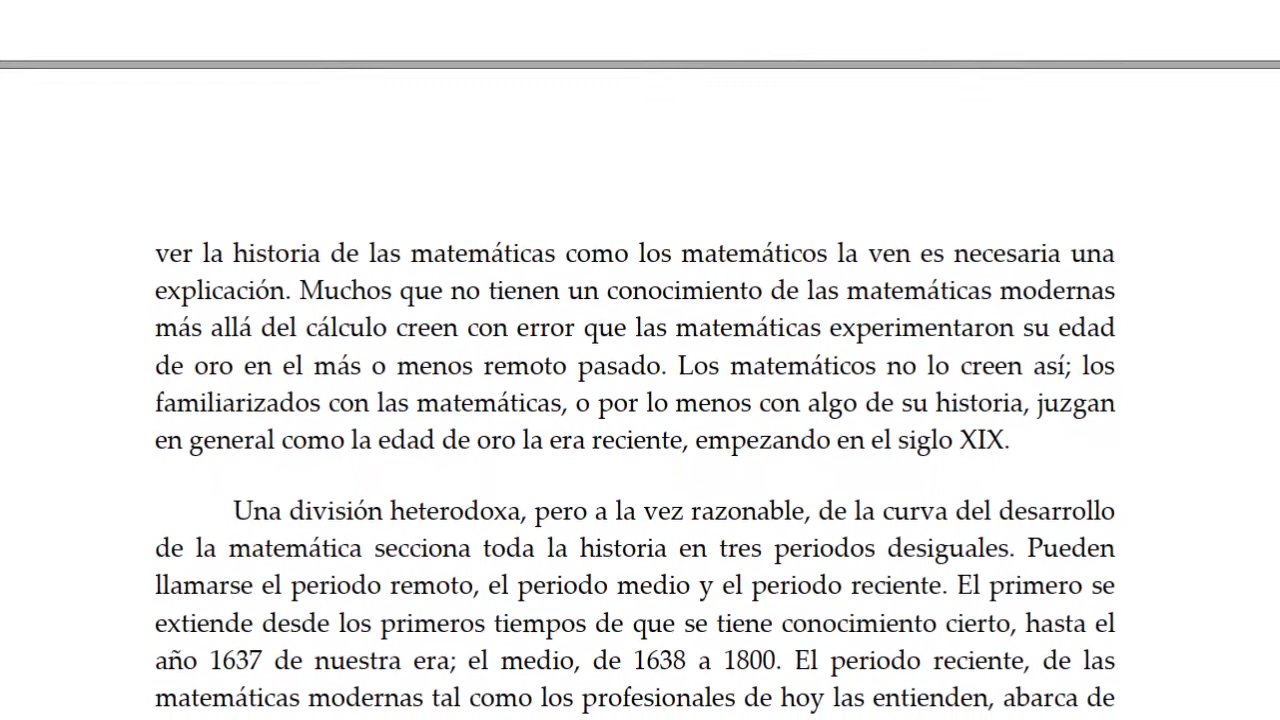 ver la historia de las matemáticas como los matemáticos la ven es necesaria una
explicación. Muchos que no tienen un conocimiento de las matemáticas modernas
más allá del cálculo creen con error que las matemáticas experimentaron su edad
de oro en el más o menos remoto pasado. Los matemáticos no lo creen así; los
familiarizados con las matemáticas, o por lo menos con algo de su historia, juzgan
en general como la edad de oro la era reciente, empezando en el siglo XIX.
Una división heterodoxa, pero a la vez razonable, de la curva del desarrollo
de la matemática secciona toda la historia en tres periodos desiguales. Pueden
llamarse el periodo remoto, el periodo medio y el periodo reciente. El primero se
extiende desde los primeros tiempos de que se tiene conocimiento cierto, hasta el
año 1637 de nuestra era; el medio, de 1638 a 1800. El periodo reciente, de las
matemáticas modernas tal como los profesionales de hoy las entienden, abarca de